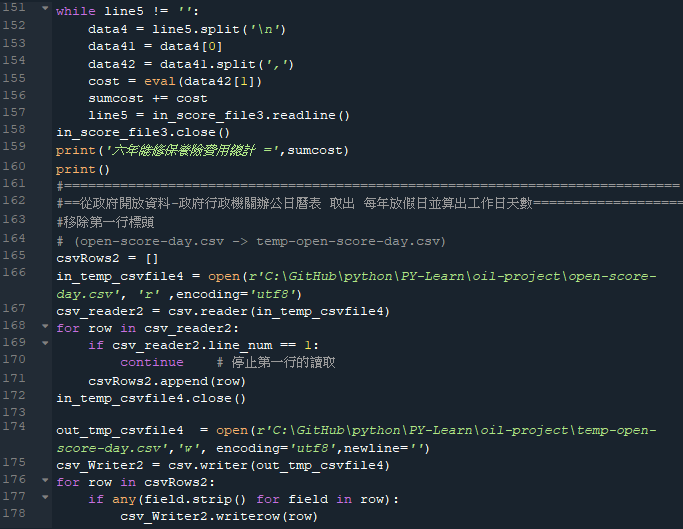 151 while line5 != '':
152     data4 = line5.split('\n')
153     data41 = data4[0]
154     data42 = data41.split(',')
155     cost = eval(data42[1])
156     sumcost += cost
157     line5 = in_score_file3.readline()
158 in_score_file3.close()
159 print('六年維修保養險費用總計 =',sumcost)
160 print()
161 #=============================================================================
162 #==從政府開放資料-政府行政機關辦公日曆表 取出 每年放假日並算出工作日天數===================
163 #移除第一行標頭
164 # (open-score-day.csv -> temp-open-score-day.csv)
165 csvRows2 = []
166 in_temp_csvfile4 = open(r'C:\GitHub\python\PY-Learn\oil-project\open-score-
day.csv', 'r' ,encoding='utf8')
167 csv_reader2 = csv.reader(in_temp_csvfile4)
168 for row in csv_reader2:
169     if csv_reader2.line_num == 1:
170         continue    # 停止第一行的讀取
171     csvRows2.append(row)
172 in_temp_csvfile4.close()
173
174 out_tmp_csvfile4  = open(r'C:\GitHub\python\PY-Learn\oil-project\temp-open-
score-day.csv','w', encoding='utf8',newline='')
175 csv_Writer2 = csv.writer(out_tmp_csvfile4)
176 for row in csvRows2:
177     if any(field.strip() for field in row):
178         csv_Writer2.writerow(row)